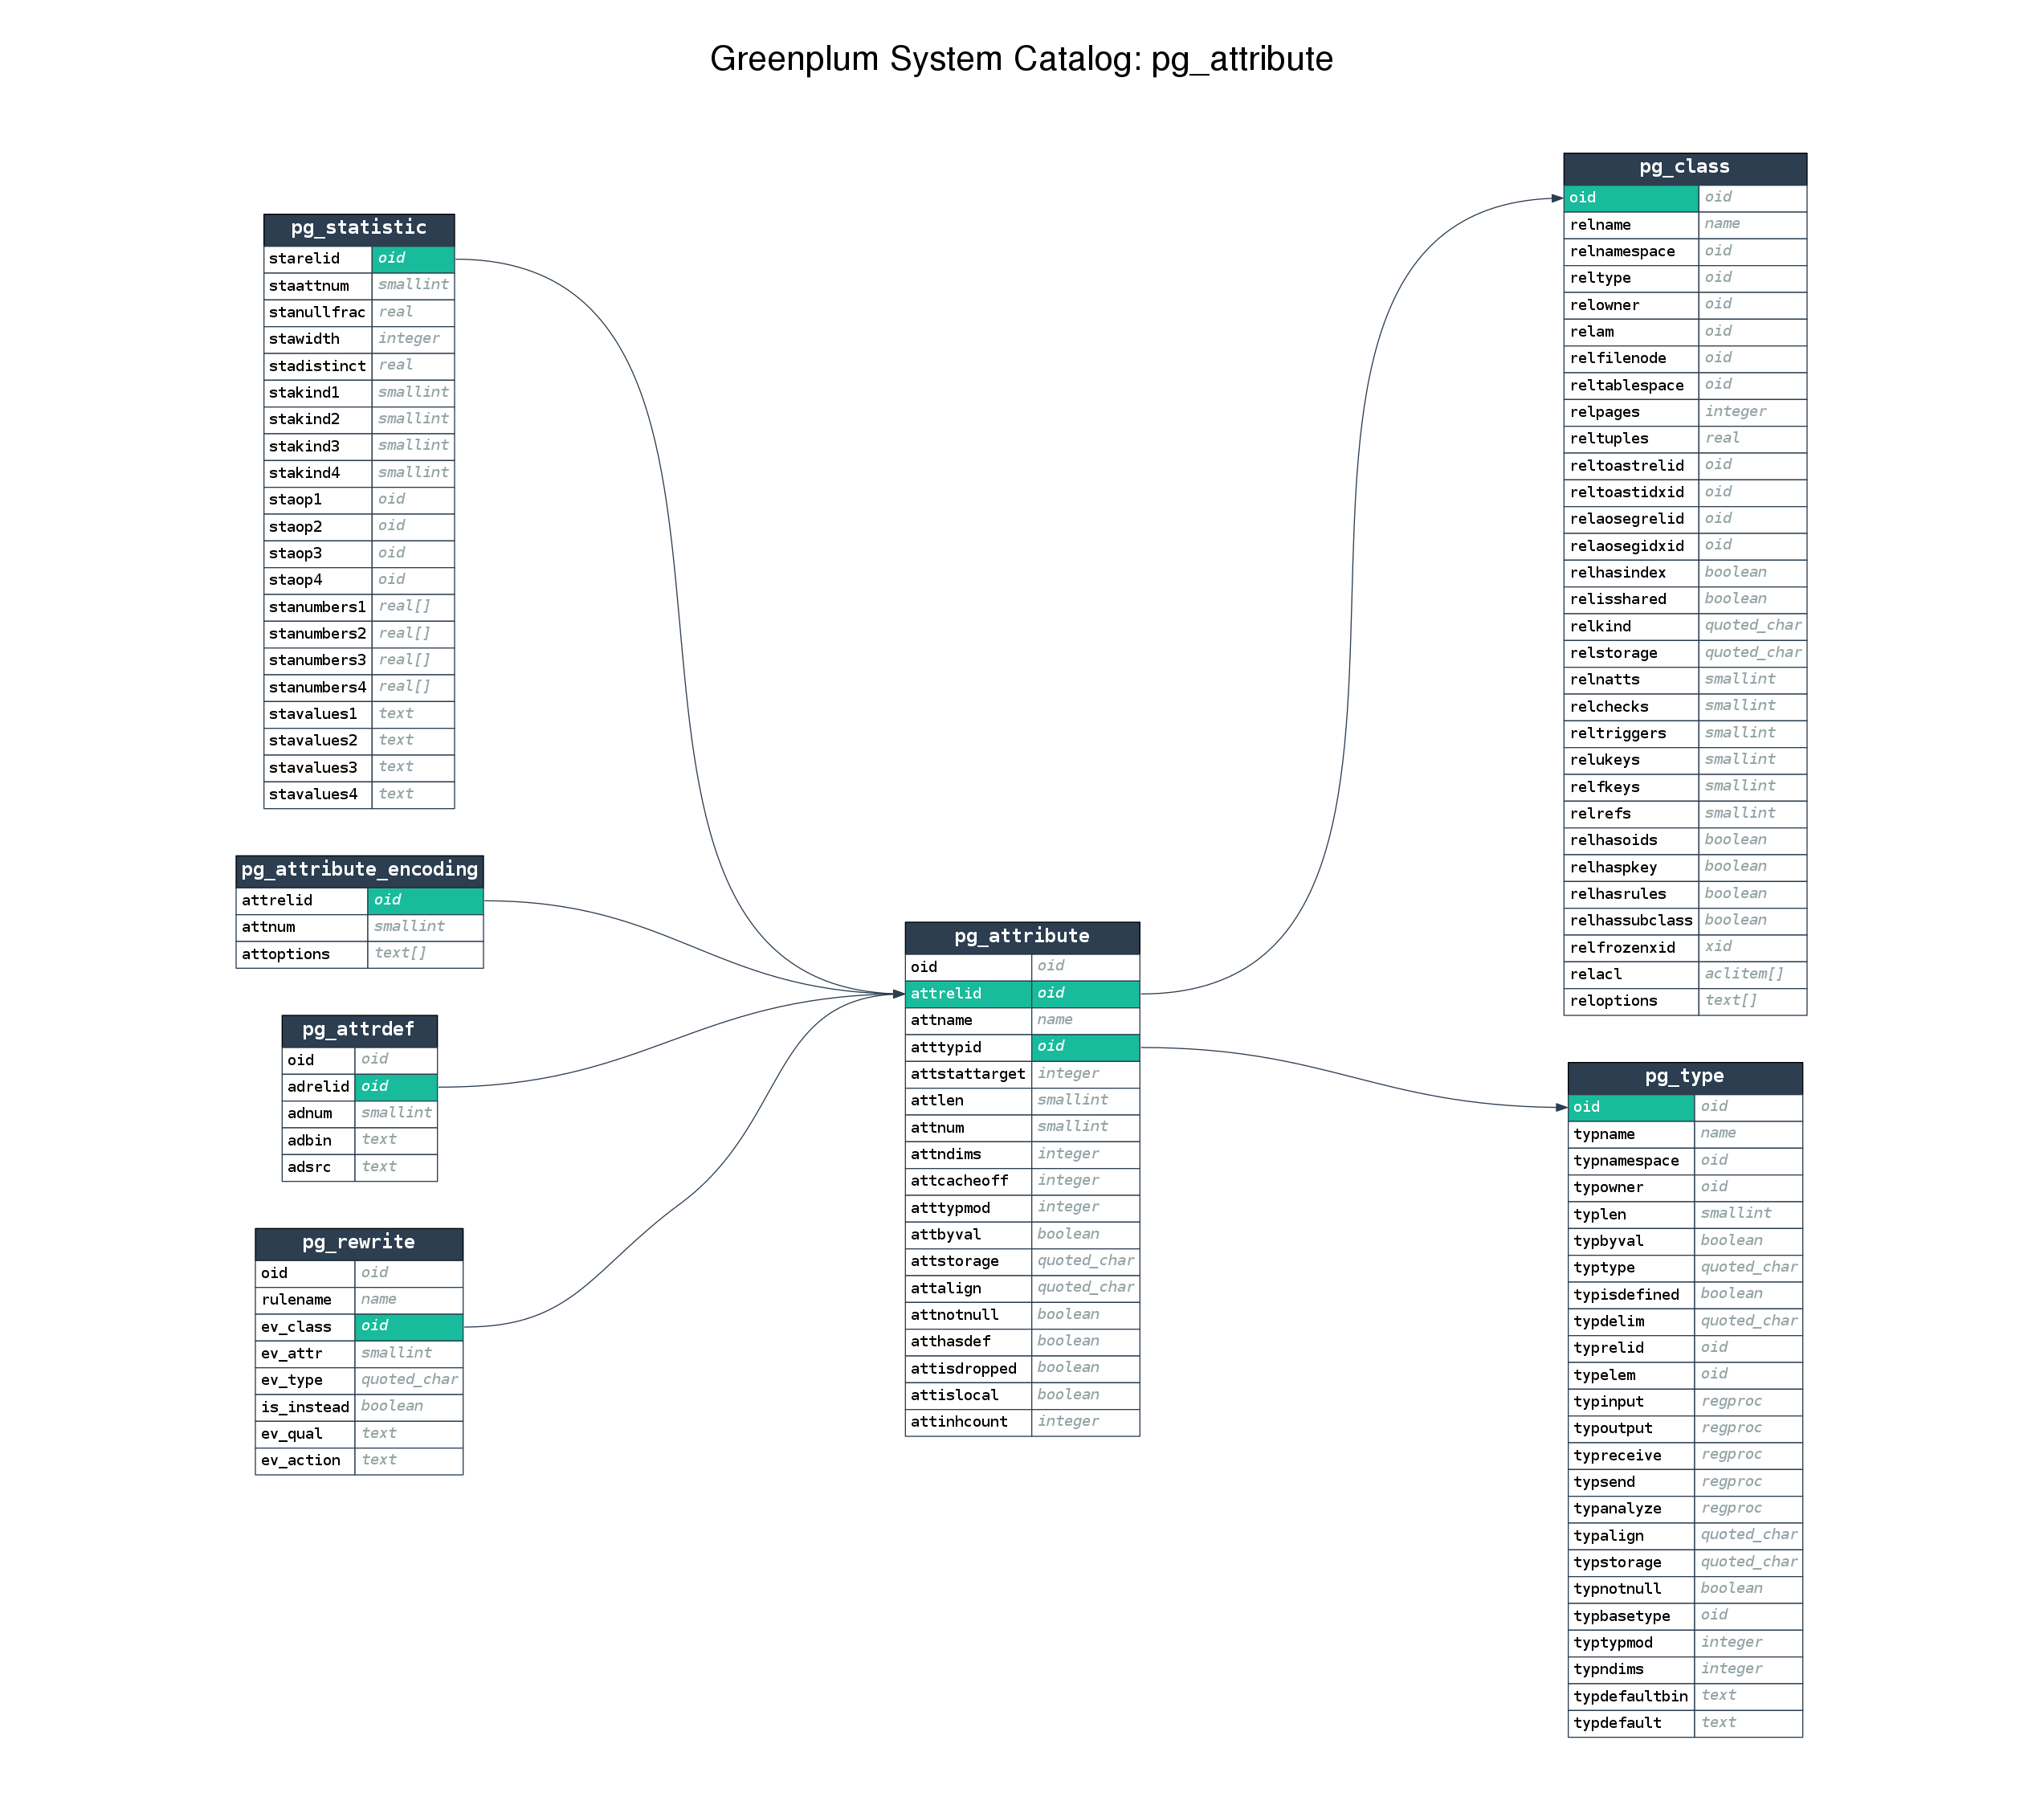 Greenplum System Catalog: pg_attribute
pg_statistic
starelid oid
staattnum smallint
stanullfrac real
stawidth integer
stadistinct real
stakind1 smallint
stakind2 smallint
stakind3 smallint
stakind4 smallint
staop1 oid
staop2 oid
staop3 oid
staop4 oid
stanumbers1 real[]
stanumbers2 real[]
stanumbers3 real[]
stanumbers4 real[]
stavalues1 text
stavalues2 text
stavalues3 text
stavalues4 text
pg_attribute_encoding
attrelid oid
attnum smallint
attoptions text[]
pg_attrdef
oid oid
adrelid oid
adnum smallint
adbin text
adsrc text
pg_rewrite
oid oid
rulename name
ev_class oid
ev_attr smallint
ev_type quoted_char
is_instead boolean
ev_qual text
ev_action text
pg_attribute
oid oid
attrelid oid
attname name
atttypid oid
attstattarget integer
attlen smallint
attnum smallint
attndims integer
attcacheoff integer
atttypmod integer
attbyval boolean
attstorage quoted_char
attalign quoted_char
attnotnull boolean
atthasdef boolean
attisdropped boolean
attislocal boolean
attinhcount integer
pg_class
oid oid
relname name
relnamespace oid
reltype oid
relowner oid
relam oid
relfilenode oid
reltablespace oid
relpages integer
reltuples real
reltoastrelid oid
reltoastidxid oid
relaosegrelid oid
relaosegidxid oid
relhasindex boolean
relisshared boolean
relkind quoted_char
relstorage quoted_char
relnatts smallint
relchecks smallint
reltriggers smallint
relukeys smallint
relfkeys smallint
relrefs smallint
relhasoids boolean
relhaspkey boolean
relhasrules boolean
relhassubclass boolean
relfrozenxid xid
relacl aclitem[]
reloptions text[]
pg_type
oid oid
typname name
typnamespace oid
typowner oid
typlen smallint
typbyval boolean
typtype quoted_char
typisdefined boolean
typdelim quoted_char
typrelid oid
typelem oid
typinput regproc
typoutput regproc
typreceive regproc
typsend regproc
typanalyze regproc
typalign quoted_char
typstorage quoted_char
typnotnull boolean
typbasetype oid
typtypmod integer
typndims integer
typdefaultbin text
typdefault text